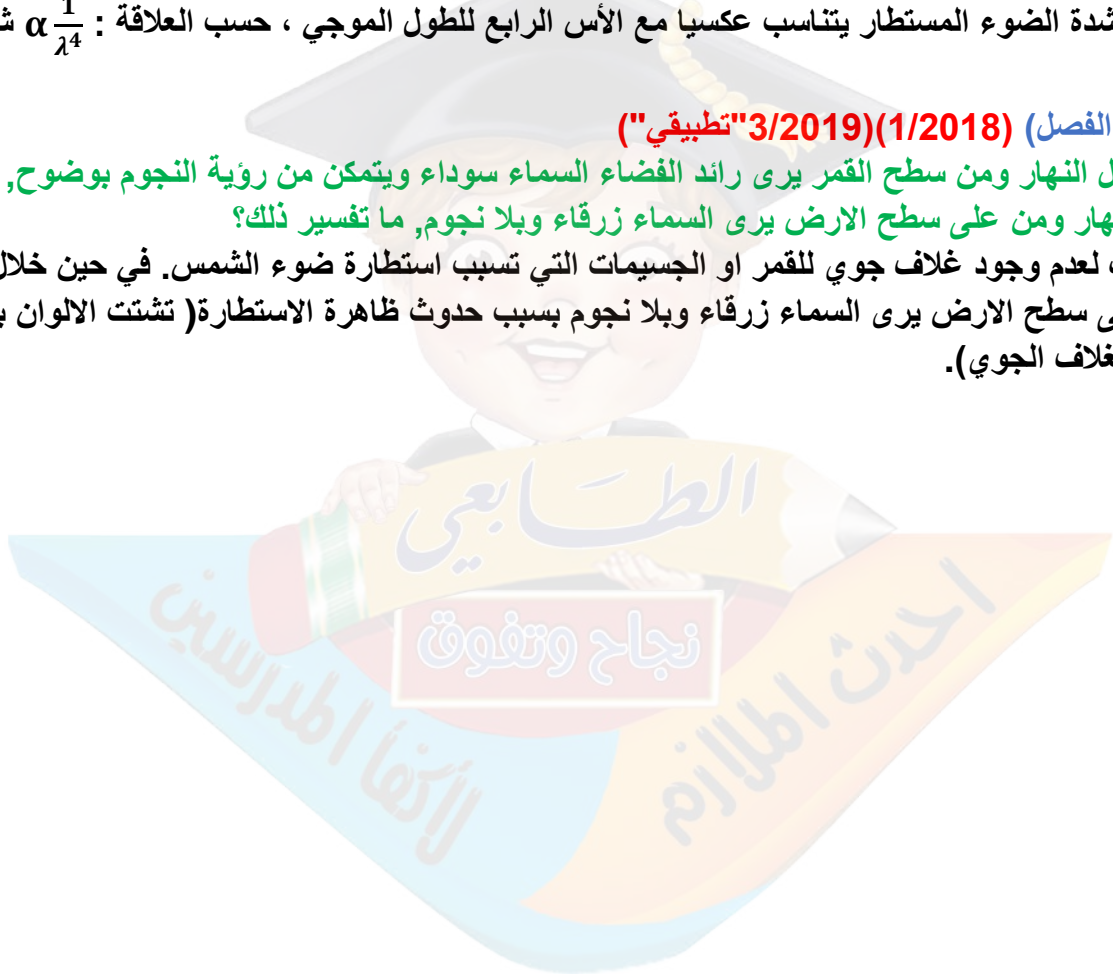 شدة الضوء المستطار يتناسب عكسيا مع الأس الرابع للطول الموجي ، حسب العلاقة : α 1/λ⁴
الفصل) (1/2018)(3/2019"تطبيقي")
النهار ومن سطح القمر يرى رائد الفضاء السماء سوداء ويتمكن من رؤية النجوم بوضوح,
ومن على سطح الارض يرى السماء زرقاء وبلا نجوم, ما تفسير ذلك؟
لعدم وجود غلاف جوي للقمر او الجسيمات التي تسبب استطارة ضوء الشمس. في حين خلال
سطح الارض يرى السماء زرقاء وبلا نجوم بسبب حدوث ظاهرة الاستطارة( تشتت الالوان
الجوي).
الطابعي
نجاح وتفوق
احدث الملازم
لأكفأ المدرسين